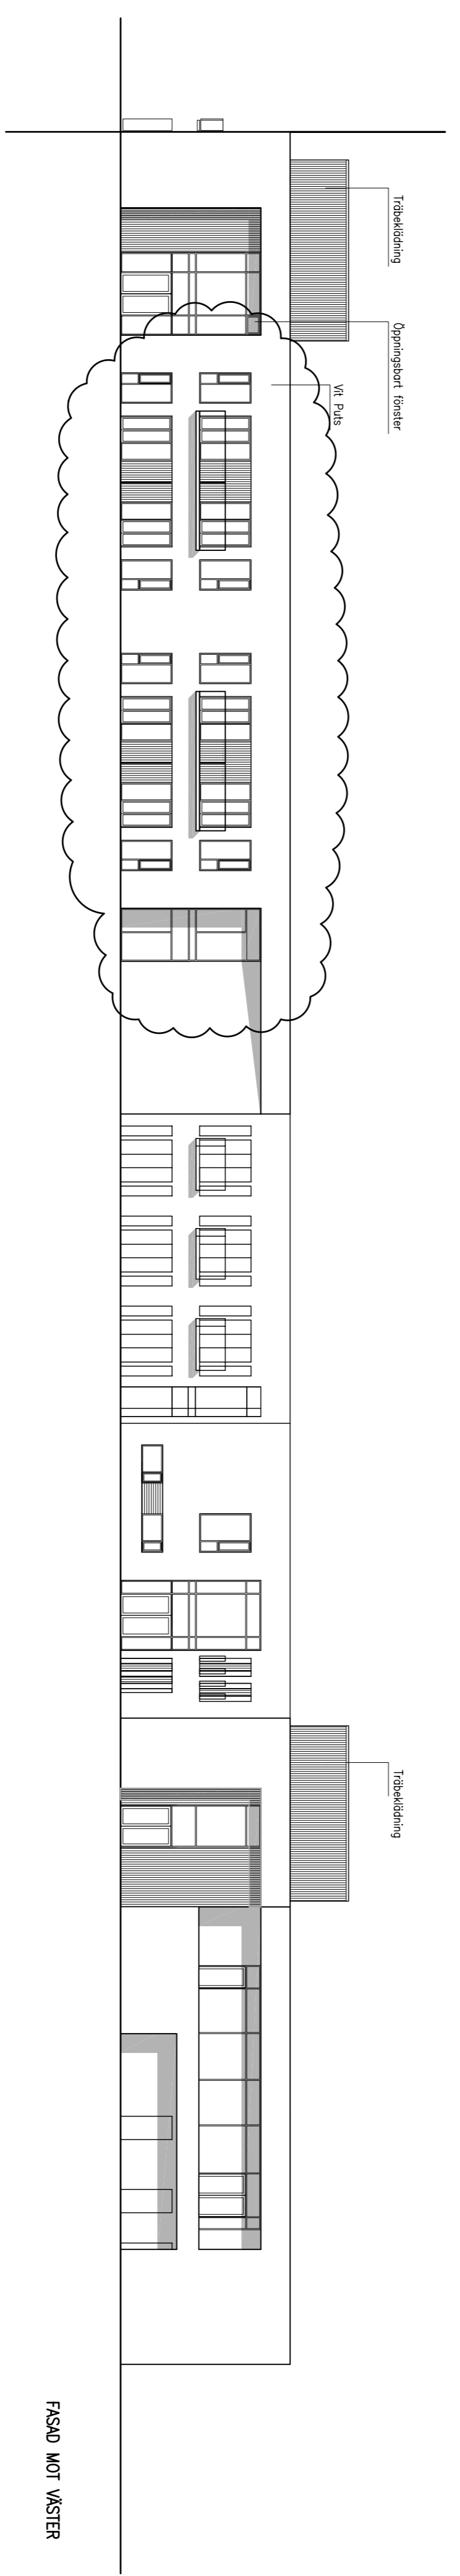 Träbeklädning
Öppningsbart fönster
Vit Puts
Träbeklädning
FASAD MOT VÄSTER